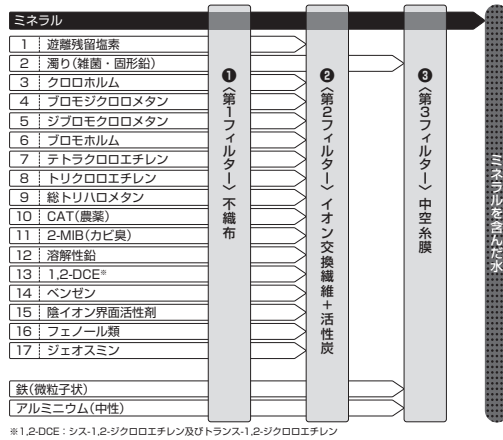 ミネラル
1 遊離残留塩素
2 濁り(雑菌・固形鉛)
3 クロロホルム
4 ブロモジクロロメタン
5 ジブロモクロロメタン
6 ブロモホルム
7 テトラクロロエチレン
8 トリクロロエチレン
9 総トリハロメタン
10 CAT(農薬)
11 2-MIB(カビ臭)
12 溶解性鉛
13 1,2-DCE※
14 ベンゼン
15 陰イオン界面活性剤
16 フェノール類
17 ジェオスミン
鉄(微粒子状)
アルミニウム(中性)
❶〈第1フィルター〉不織布
❷〈第2フィルター〉イオン交換繊維+活性炭
❸〈第3フィルター〉中空糸膜
ミネラルを含んだ水
※1,2-DCE:シス-1,2-ジクロロエチレン及びトランス-1,2-ジクロロエチレン